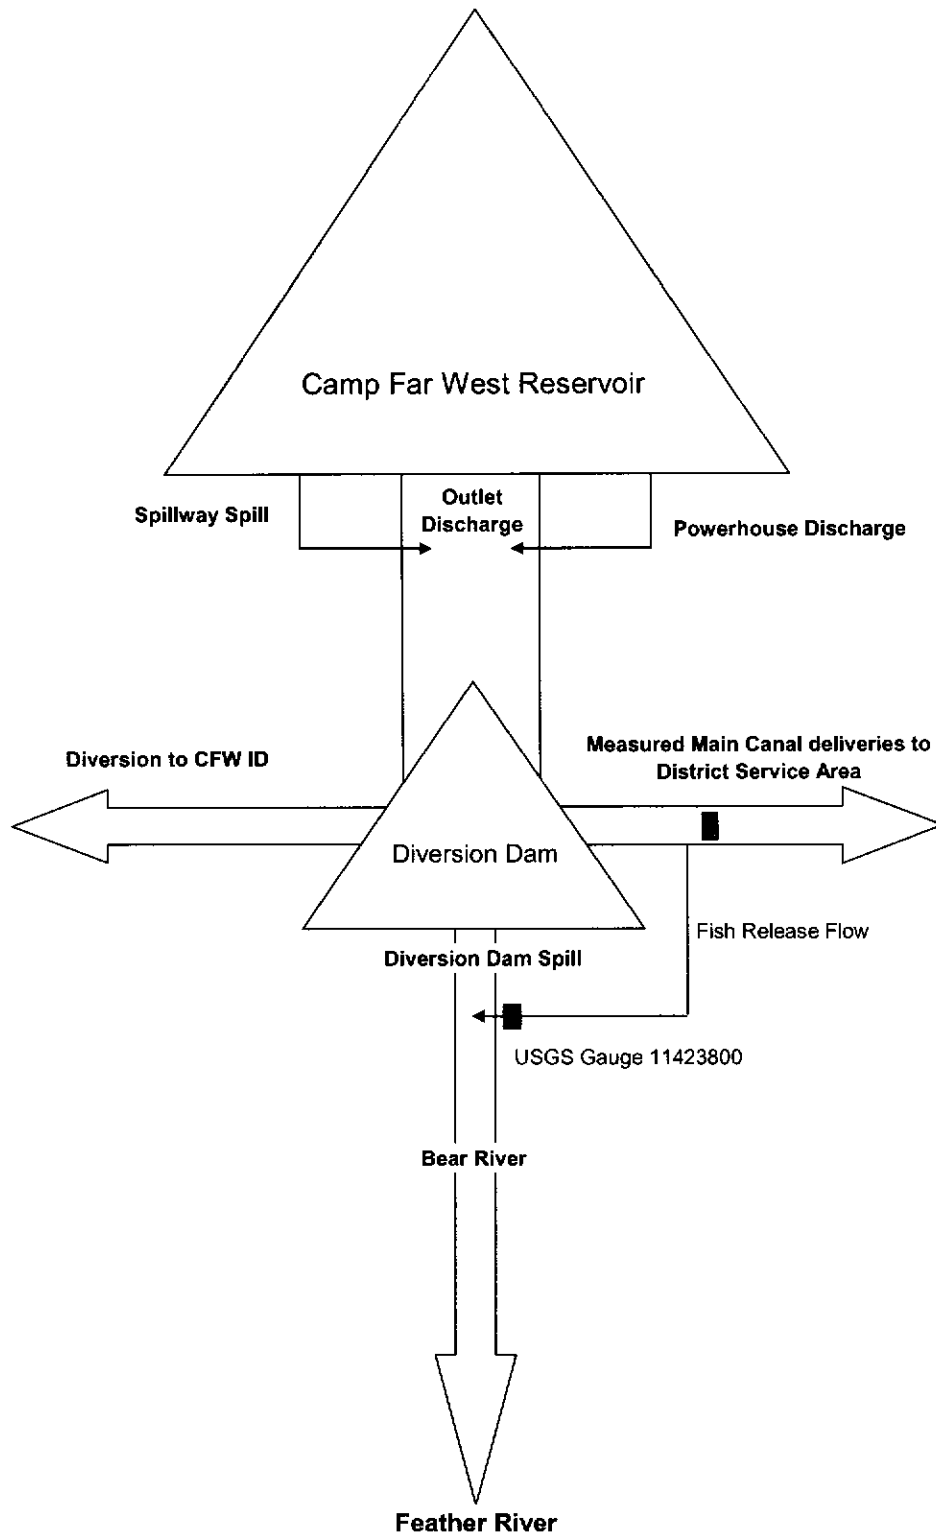 Camp Far West Reservoir
Spillway Spill
Outlet
Discharge
Powerhouse Discharge
Diversion to CFW ID
Measured Main Canal deliveries to
District Service Area
Diversion Dam
Fish Release Flow
Diversion Dam Spill
USGS Gauge 11423800
Bear River
Feather River